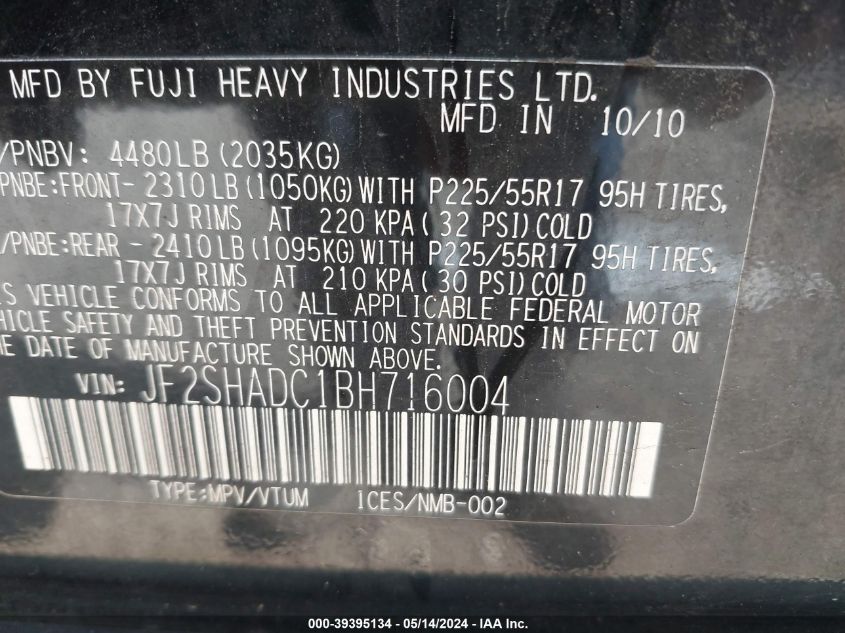 MFD BY FUJI HEAVY INDUSTRIES LTD.
MFD IN 10/10
/PNBV: 4480LB (2035KG)
PNBE:FRONT- 2310LB (1050KG) WITH P225/55R17 95H TIRES,
17X7J RIMS AT 220 KPA( 32 PSI) COLD
/PNBE:REAR - 2410LB (1095KG) WITH P225/55R17 95H TIRES,
17X7J RIMS AT 210 KPA( 30 PSI) COLD
IS VEHICLE CONFORMS TO ALL APPLICABLE FEDERAL MOTOR
HICLE SAFETY AND THEFT PREVENTION STANDARDS IN EFFECT ON
HE DATE OF MANUFACTURE SHOWN ABOVE.
VIN: JF2SHADC1BH716004
TYPE:MPV/VTUM ICES/NMB-002
000-39395134 - 05/14/2024 - IAA Inc.